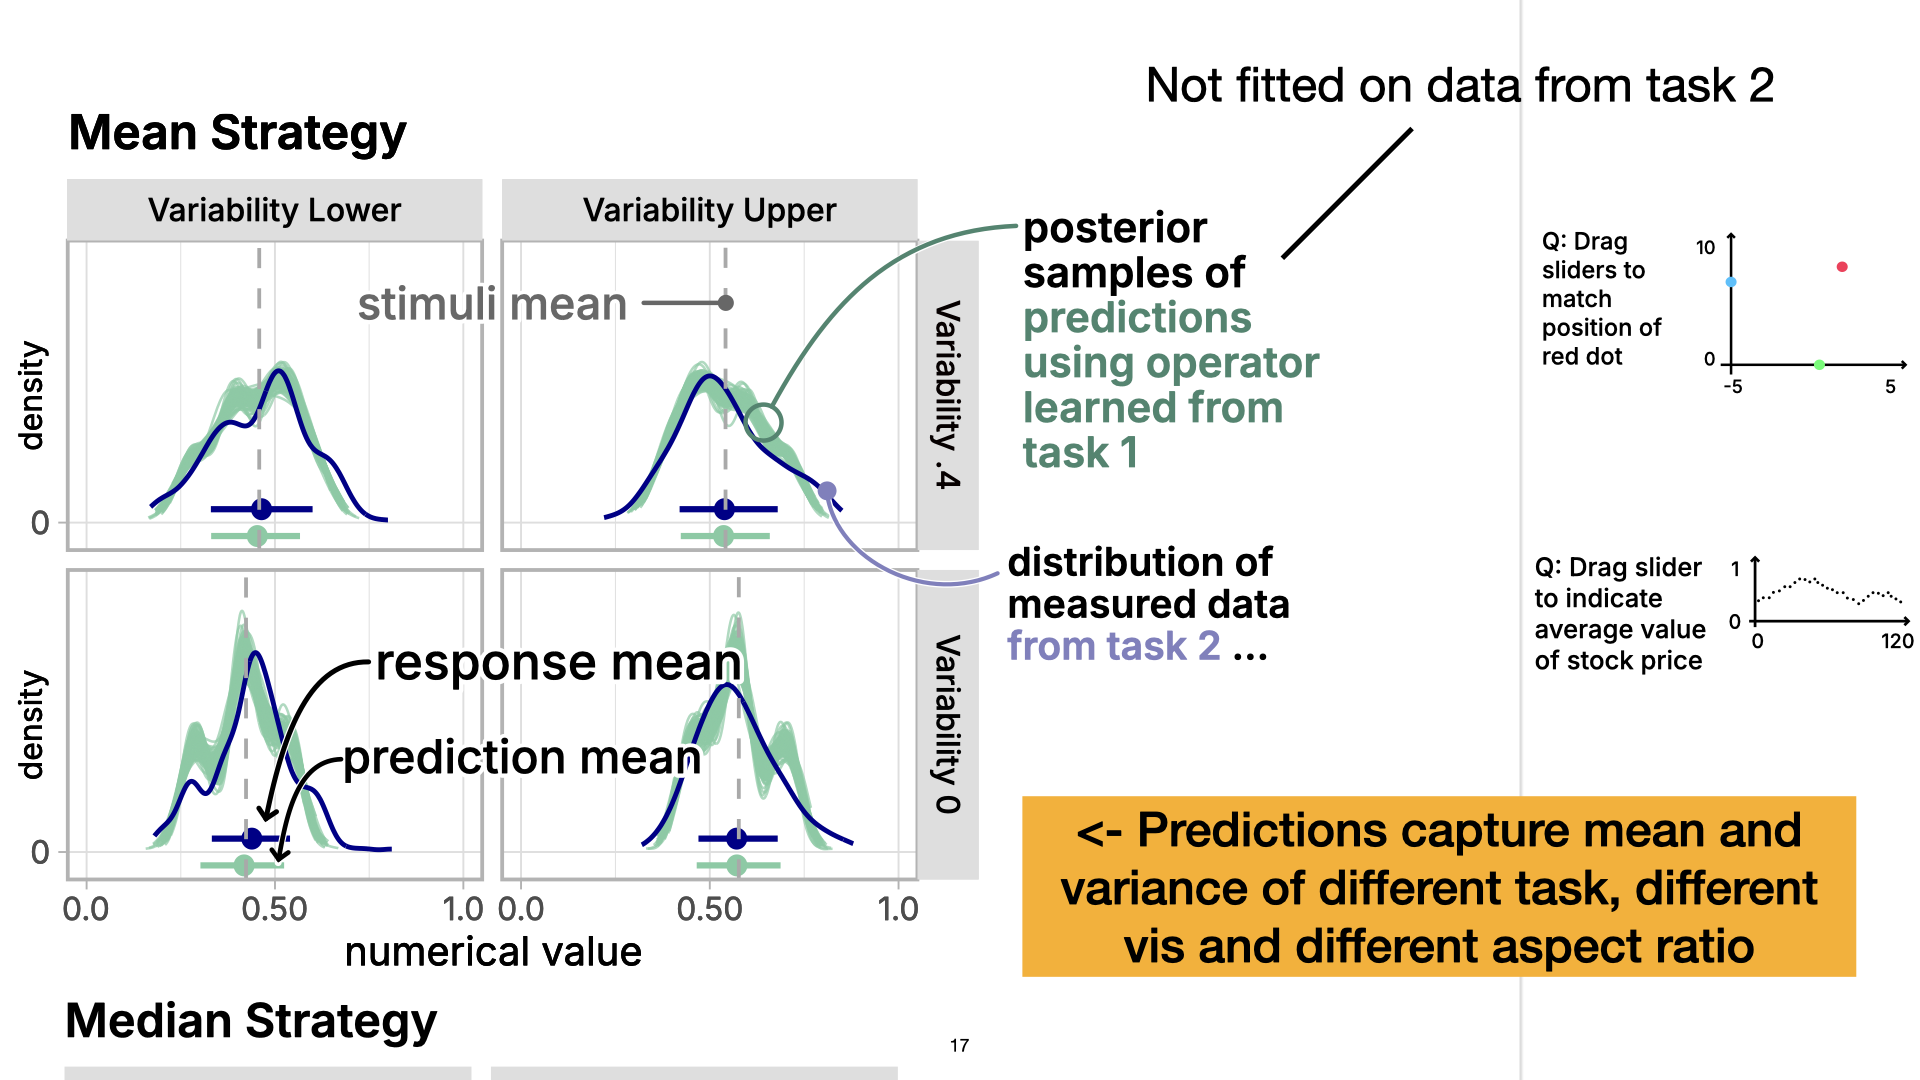 Not fitted on data from task 2
Mean Strategy
Variability Lower
Variability Upper
stimuli mean
density
0
Variability .4
response mean
prediction mean
density
0
Variability 0
0.0
0.50
1.0
0.0
0.50
1.0
numerical value
posterior
samples of
predictions
using operator
learned from
task 1
distribution of
measured data
from task 2 ...
Q: Drag
sliders to
match
position of
red dot
10
0
-5
5
Q: Drag slider
to indicate
average value
of stock price
1
0
0
120
<- Predictions capture mean and
variance of different task, different
vis and different aspect ratio
Median Strategy
17